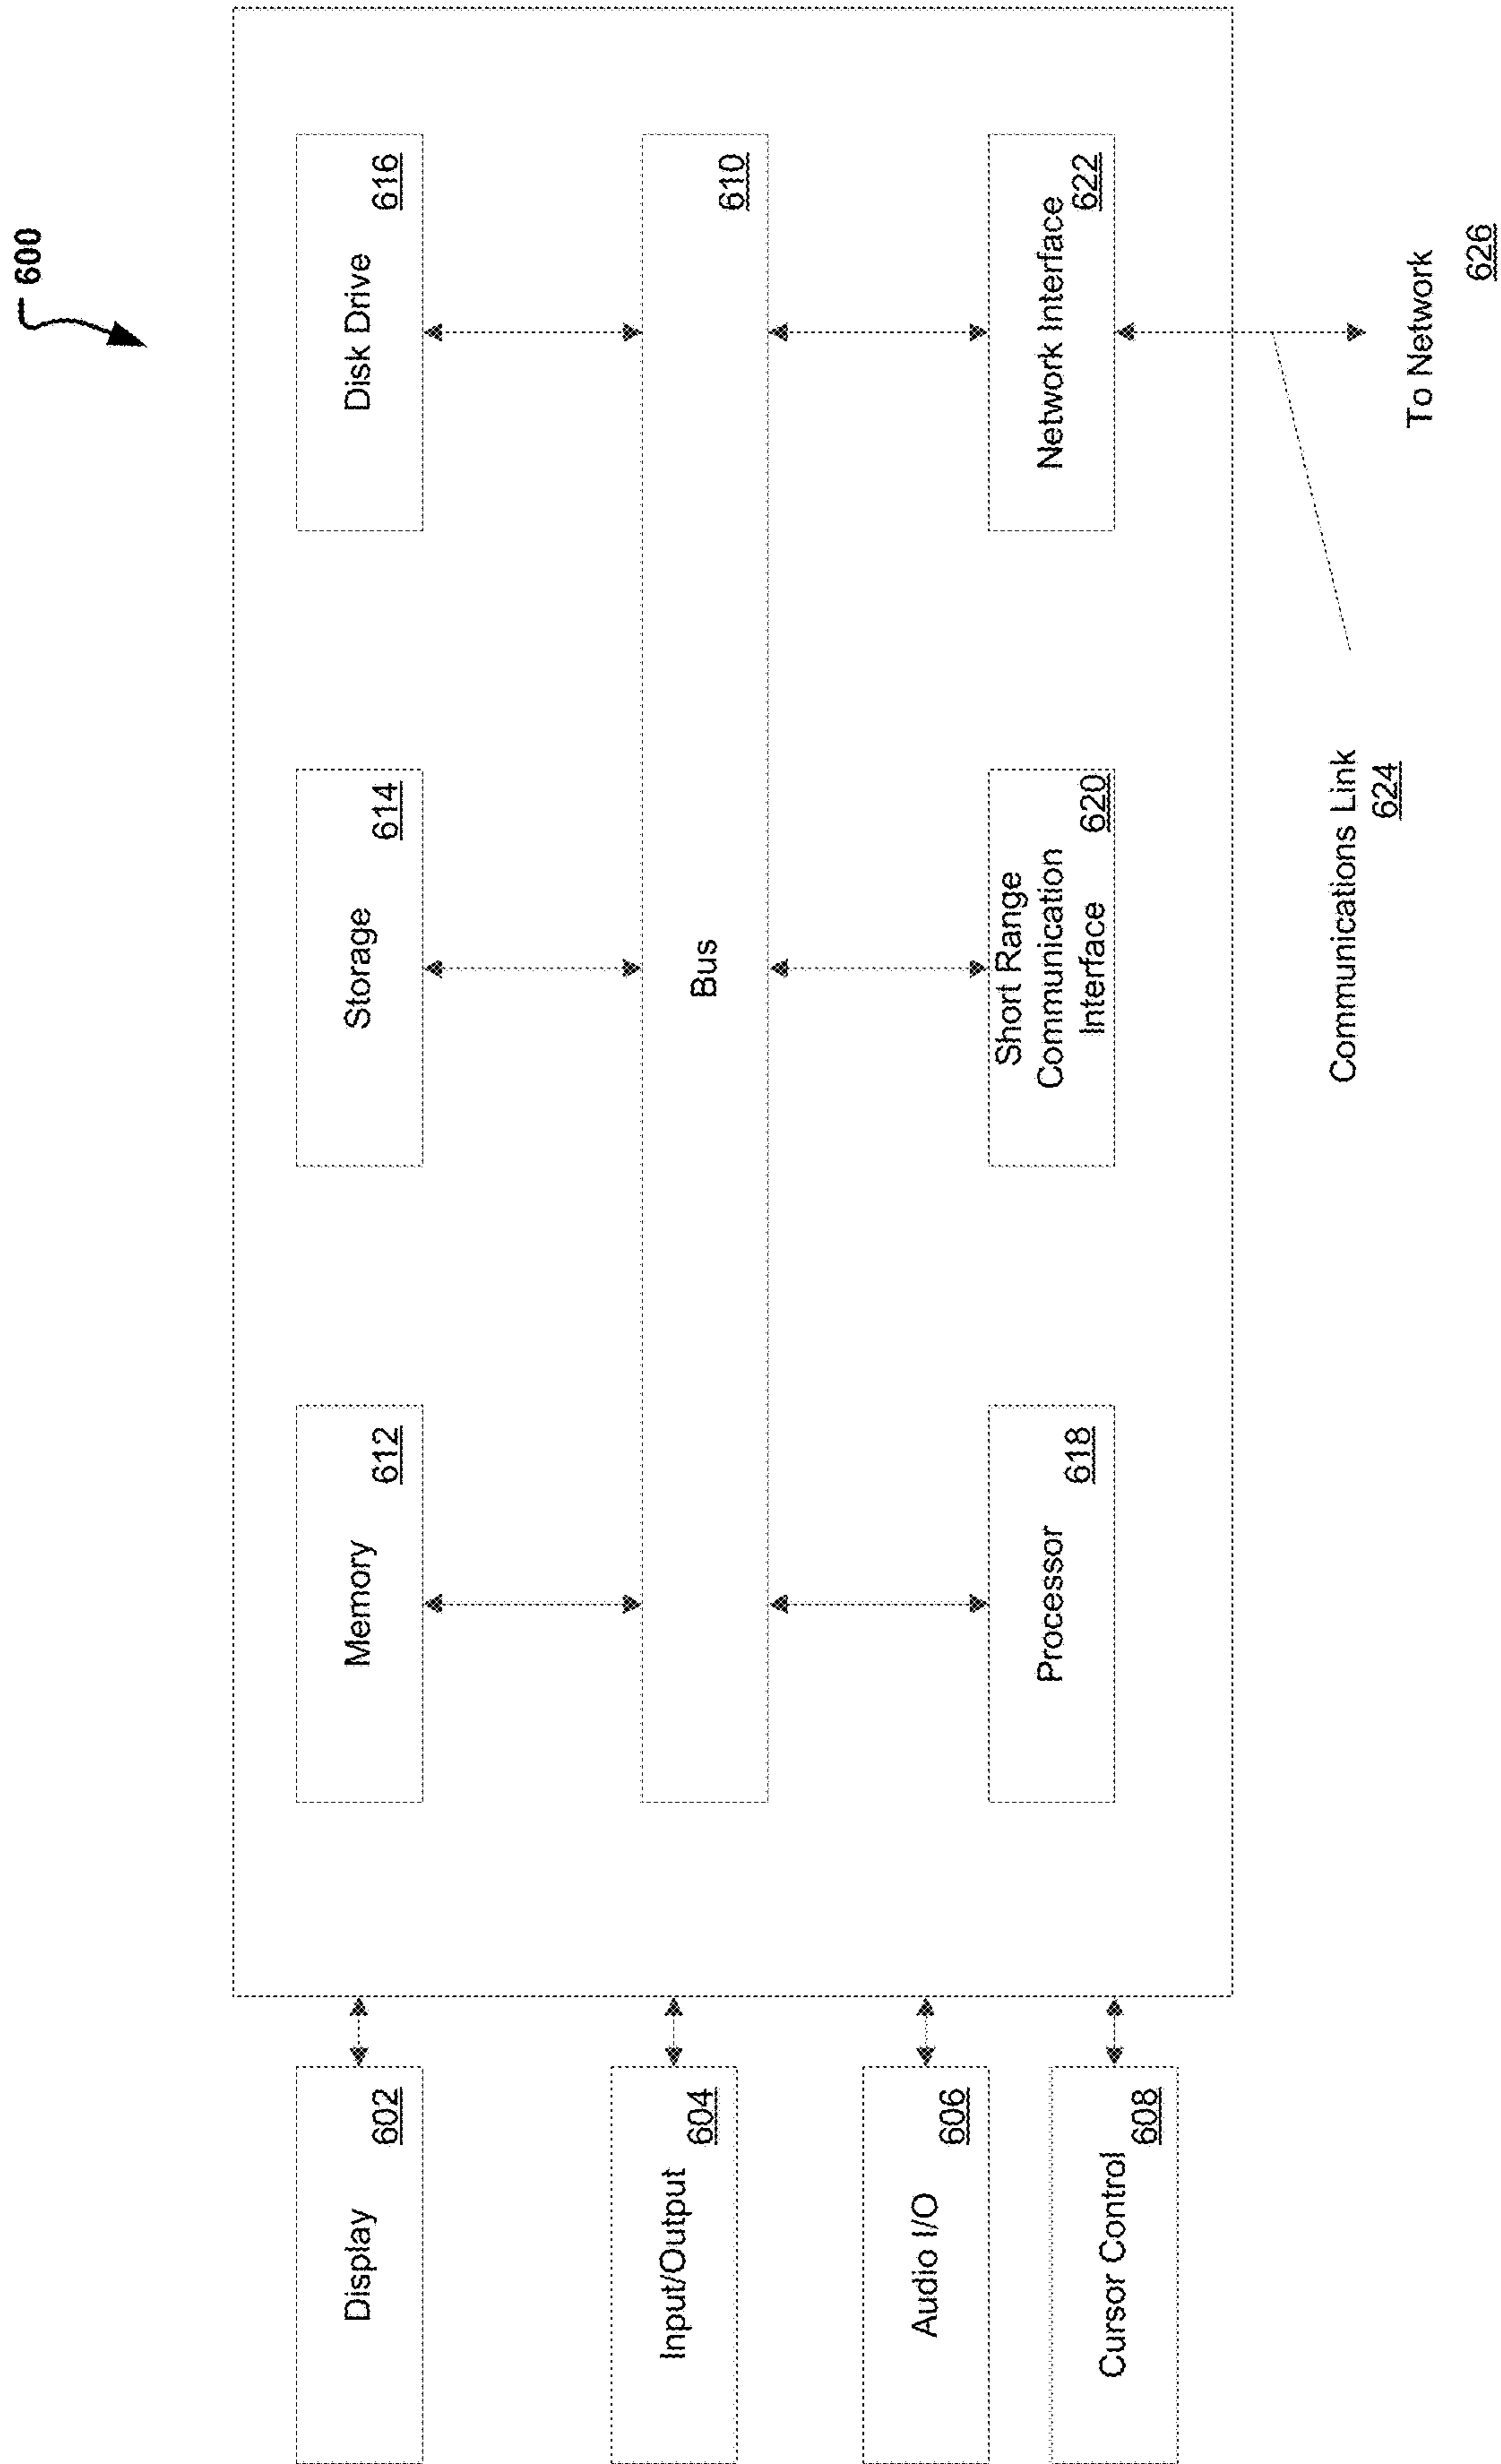 600
Display
602
Memory
612
Storage
614
Disk Drive
616
Input/Output
604
Bus
610
Audio I/O
606
Cursor Control
608
Processor
618
Short Range
Communication
Interface
620
Network Interface
622
Communications Link
624
To Network
626